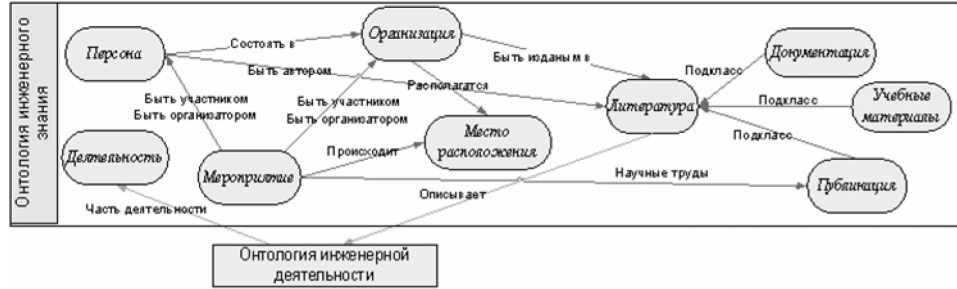 Онтология инженерного
знания
Персона
Состоять в
Организация
Быть изданым в
Документация
Быть автором
Располагатся
Подкласс
Быть участником
Быть организатором
Быть участником
Быть организатором
Литература
Подкласс
Учебные
материалы
Деятельность
Место
расположения
Подкласс
Происходит
Мероприятие
Научные труды
Публикация
Описывает
Часть деятельности
Онтология инженерной
деятельности